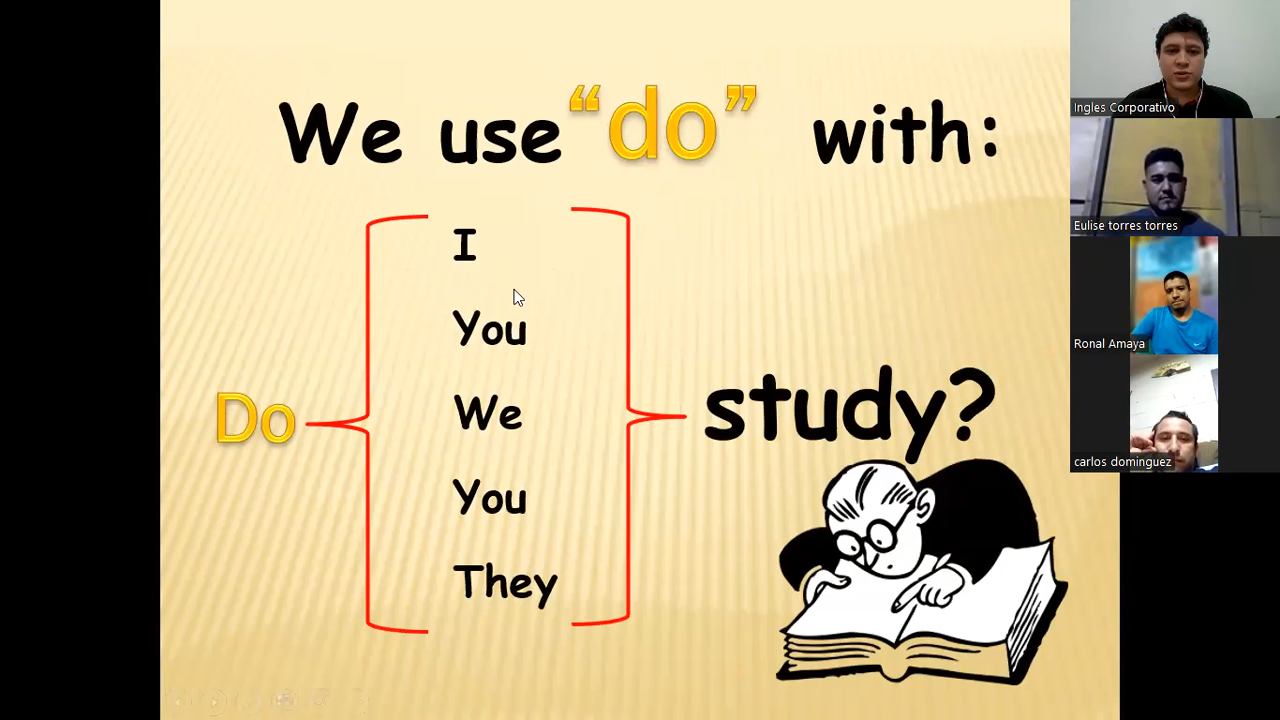 We use “do” with:
I
You
We
You
They
Do
study?
Ingles Corporativo
Eulise torres torres
Ronal Amaya
carlos dominguez